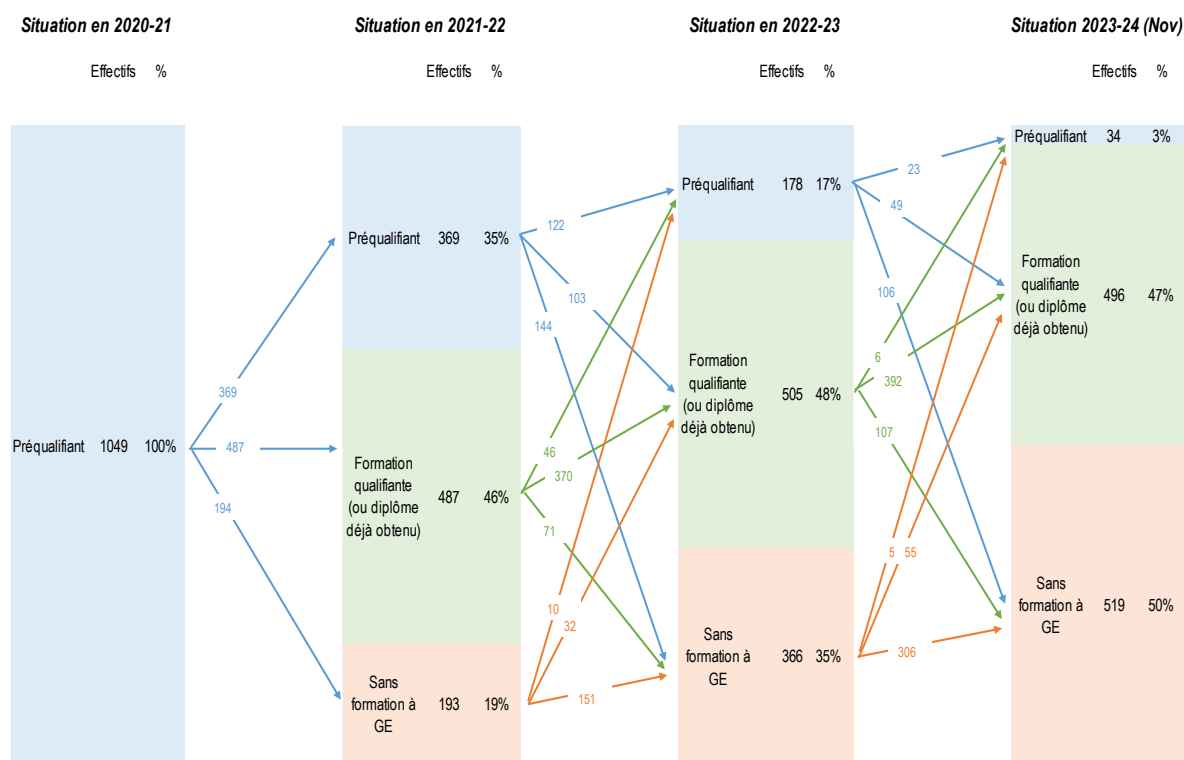 Situation en 2020-21
Situation en 2021-22
Situation en 2022-23
Situation 2023-24 (Nov)
Effectifs %
Effectifs %
Effectifs %
Effectifs %
Préqualifiant 1049 100%
369
487
194
Préqualifiant 369 35%
Formation
qualifiante
(ou diplôme
déjà obtenu)
487 46%
Sans
formation à
GE
193 19%
122
103
144
46
370
71
10
32
151
Préqualifiant 178 17%
Formation
qualifiante
(ou diplôme
déjà obtenu)
505 48%
Sans
formation à
GE
366 35%
23
49
106
6
392
107
5
55
306
Préqualifiant 34 3%
Formation
qualifiante
(ou diplôme
déjà obtenu)
496 47%
Sans
formation à
GE
519 50%